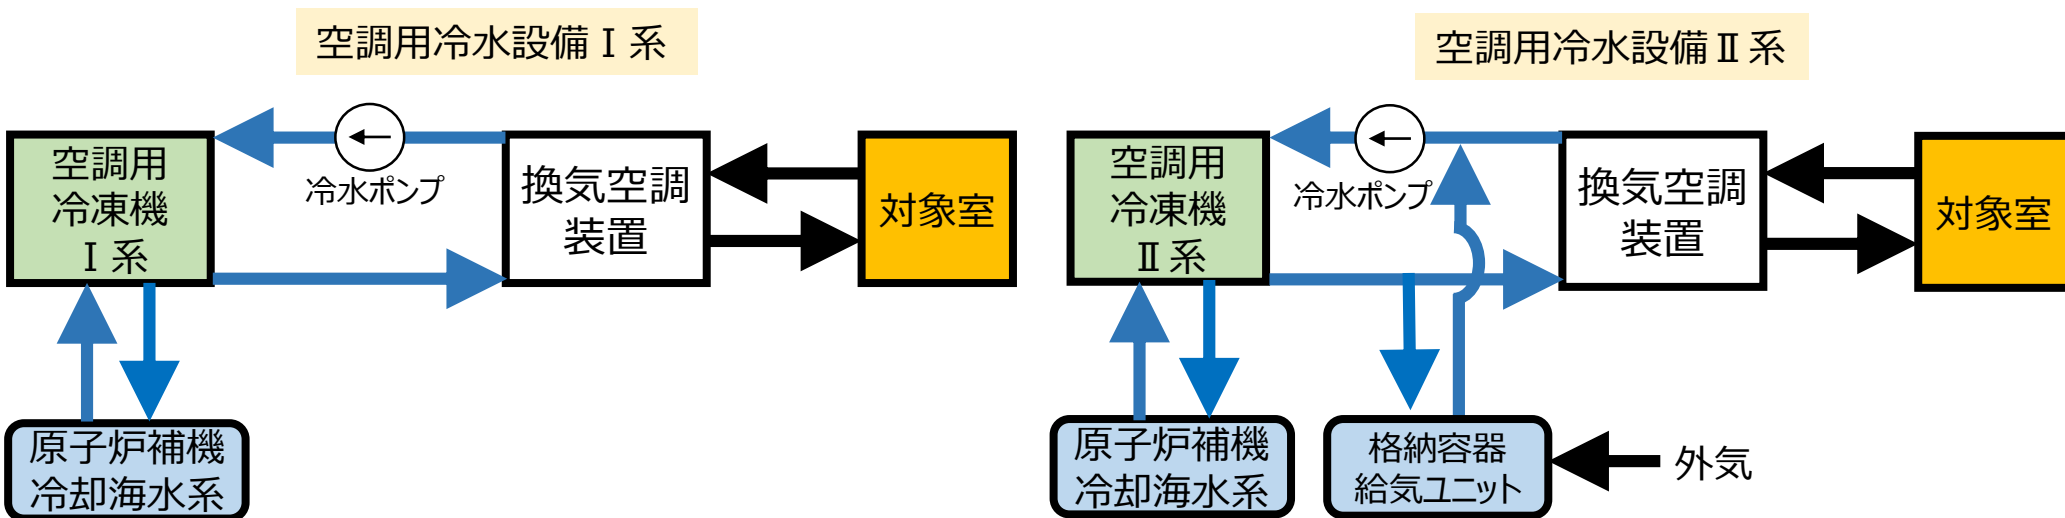 空調用冷水設備Ⅰ系
空調用
冷凍機
Ⅰ系
冷水ポンプ
換気空調
装置
対象室
原子炉補機
冷却海水系
空調用冷水設備Ⅱ系
空調用
冷凍機
Ⅱ系
冷水ポンプ
換気空調
装置
対象室
原子炉補機
冷却海水系
格納容器
給気ユニット
外気